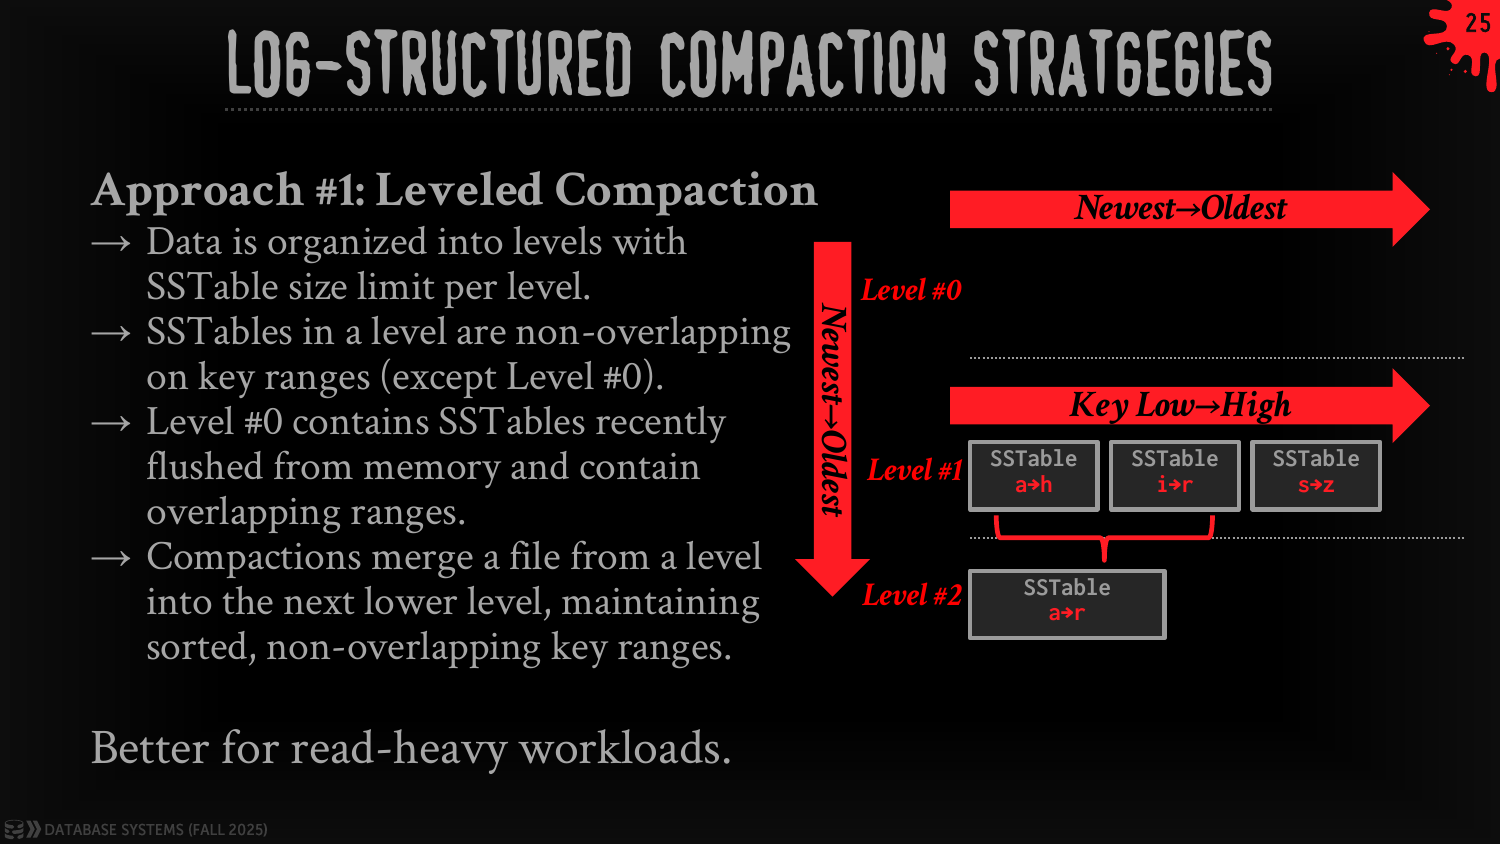 25
LOG-STRUCTURED COMPACTION STRATGEGIES
Approach #1: Leveled Compaction
→ Data is organized into levels with
SSTable size limit per level.
→ SSTables in a level are non-overlapping
on key ranges (except Level #0).
→ Level #0 contains SSTables recently
flushed from memory and contain
overlapping ranges.
→ Compactions merge a file from a level
into the next lower level, maintaining
sorted, non-overlapping key ranges.
Better for read-heavy workloads.
Newest→Oldest
Newest→Oldest
Level #0
Key Low→High
Level #1
SSTable
a→h
SSTable
i→r
SSTable
s→z
Level #2
SSTable
a→r
DATABASE SYSTEMS (FALL 2025)